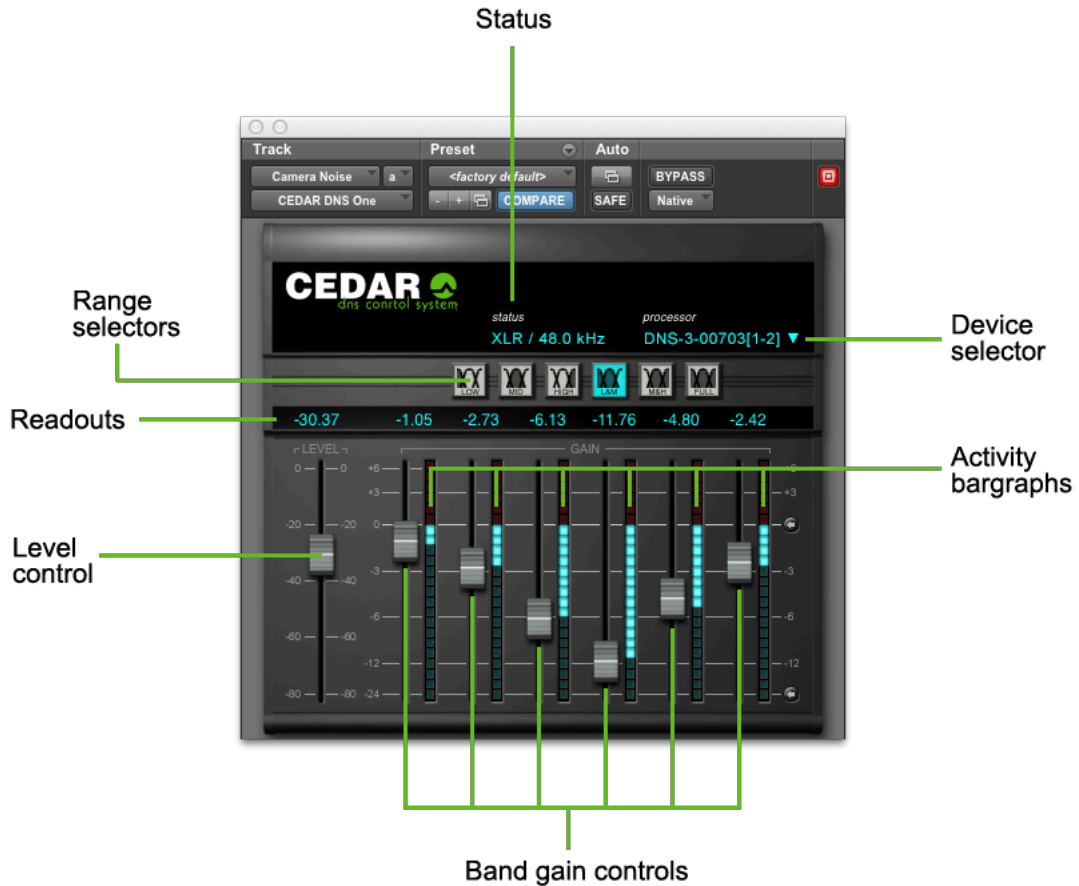 Status
Track Preset Auto
Camera Noise a <factory default> BYPASS
CEDAR DNS One - + COMPARE SAFE Native
CEDAR
dns conrtol system
Range
selectors
status processor
XLR / 48.0 kHz DNS-3-00703[1-2] ▼
Device
selector
LOW MID HIGH L&M M&H FULL
Readouts
-30.37 -1.05 -2.73 -6.13 -11.76 -4.80 -2.42
LEVEL GAIN
Activity
bargraphs
0 0 +6
+3 +3
-20 -20 0
Level
control
-3 -3
-40 -40
-6 -6
-60 -60
-12 -12
-80 -80 -24
Band gain controls